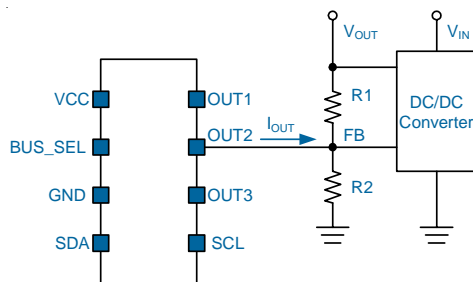 VOUT
VIN
VCC
OUT1
R1
DC/DC
Converter
BUS_SEL
OUT2
IOUT
FB
GND
OUT3
R2
SDA
SCL